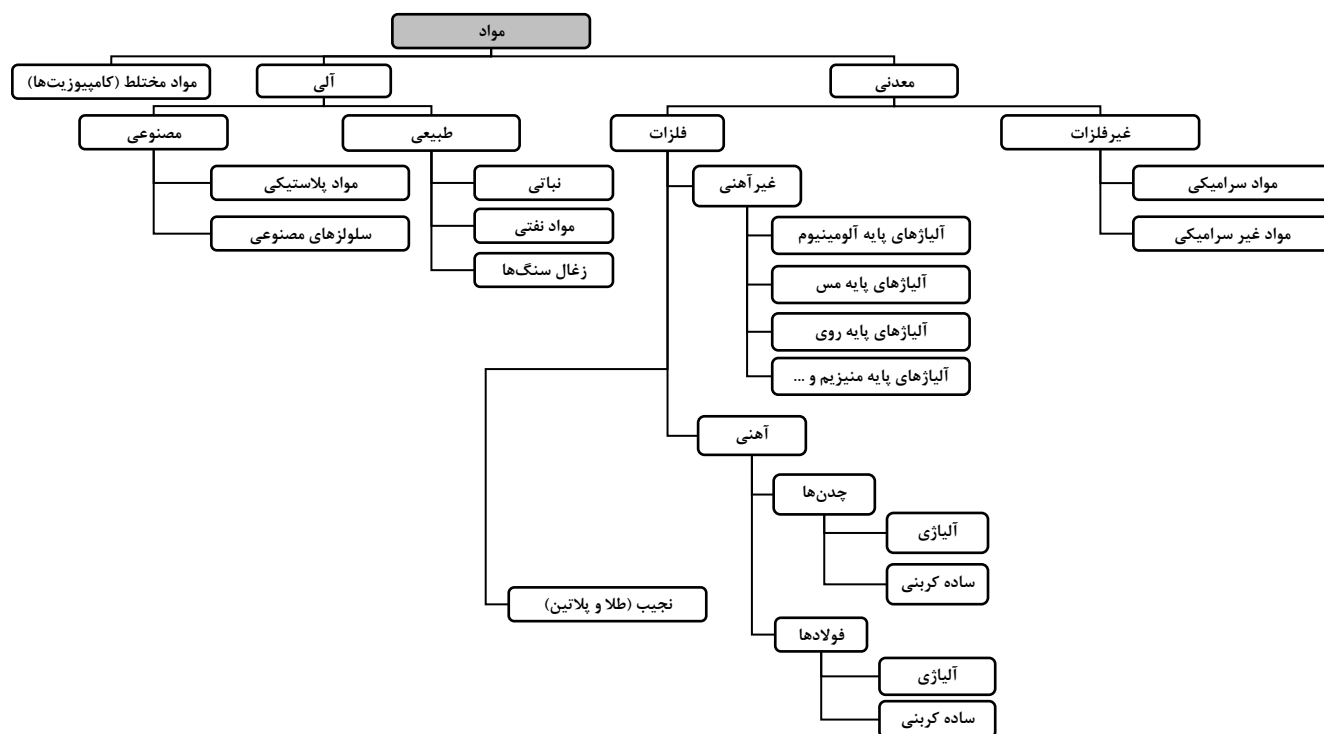 مواد
معدنی
آلی
مواد مختلط (کامپیوزیت‌ها)
غیرفلزات
فلزات
طبیعی
مصنوعی
مواد سرامیکی
مواد غیر سرامیکی
غیرآهنی
آلیاژهای پایه آلومینیوم
آلیاژهای پایه مس
آلیاژهای پایه روی
آلیاژهای پایه منیزیم و ...
آهنی
چدن‌ها
آلیاژی
ساده کربنی
فولادها
آلیاژی
ساده کربنی
نجیب (طلا و پلاتین)
نباتی
مواد نفتی
زغال سنگ‌ها
مواد پلاستیکی
سلولزهای مصنوعی